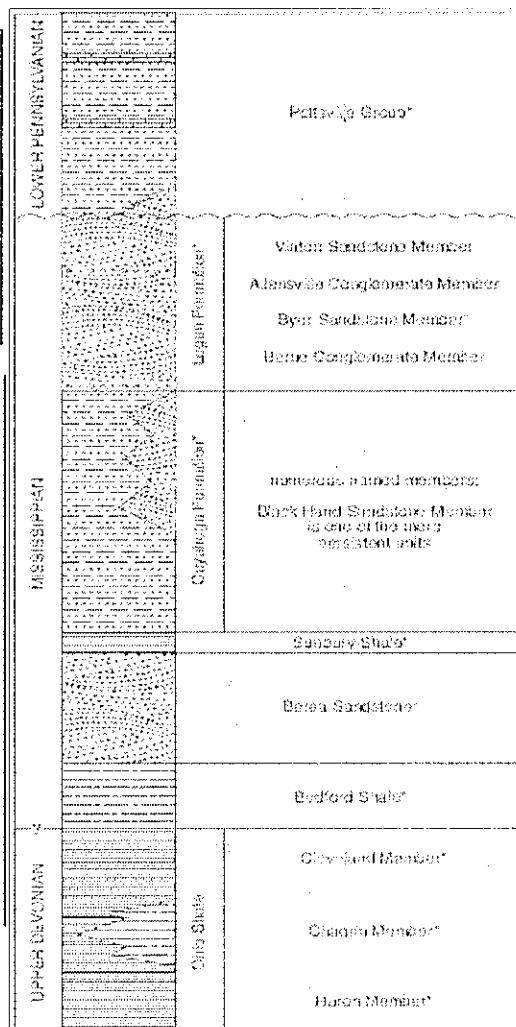 LOWER PENNSYLVANIAN
Pottsville Group*
MISSISSIPPIAN
Logan Formation*
Vinton Sandstone Member
Allensville Conglomerate Member
Byer Sandstone Member*
Berne Conglomerate Member
Cuyahoga Formation*
numerous named members;
Black Hand Sandstone Member
is one of the more
persistent units
Sunbury Shale*
Berea Sandstone*
Bedford Shale*
UPPER DEVONIAN
Ohio Shale
Cleveland Member*
Chagrin Member*
Huron Member*